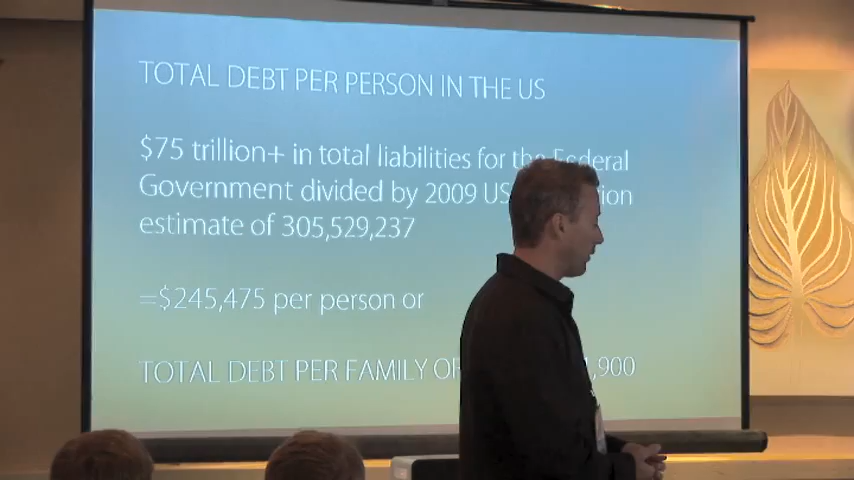 TOTAL DEBT PER PERSON IN THE US
$75 trillion+ in total liabilities for the Federal
Government divided by 2009 US
estimate of 305,529,237
=$245,475 per person or
TOTAL DEBT PER FAMILY OF ,900